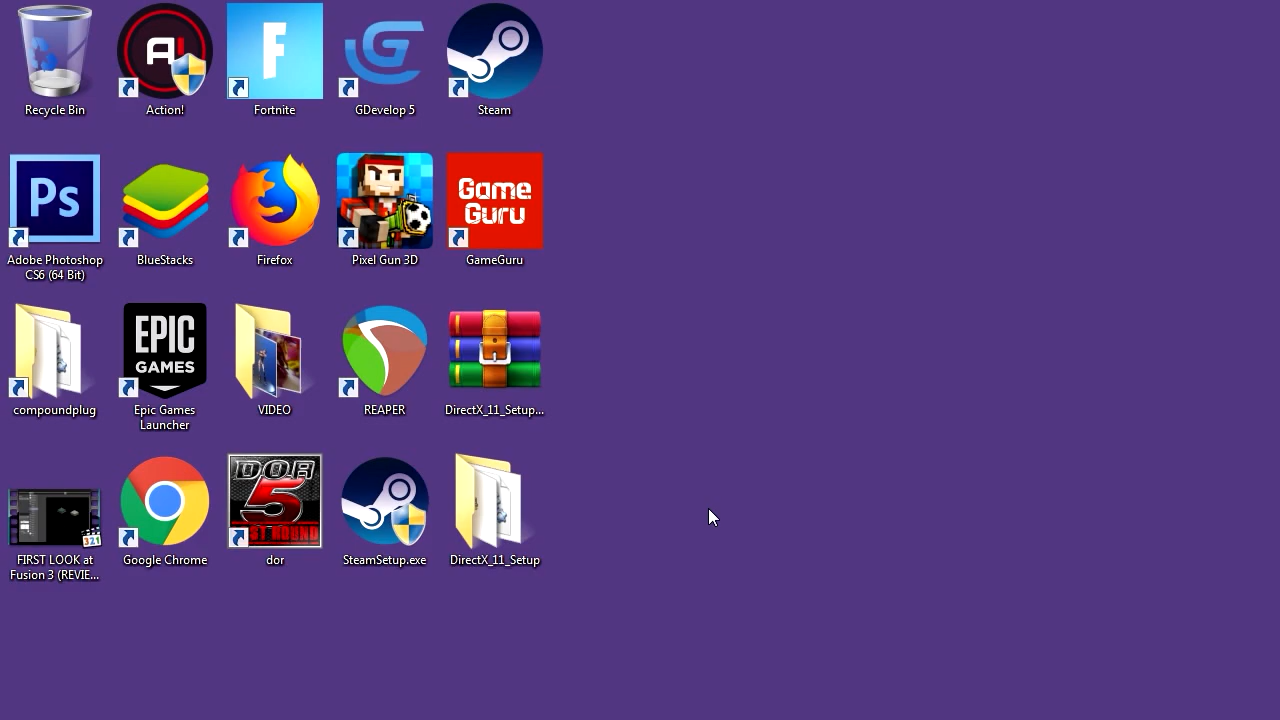 Recycle Bin
Action!
Fortnite
GDevelop 5
Steam
Ps
Game
Guru
Adobe Photoshop
CS6 (64 Bit)
BlueStacks
Firefox
Pixel Gun 3D
GameGuru
EPIC
GAMES
compoundplug
Epic Games
Launcher
VIDEO
REAPER
DirectX_11_Setup...
DOA
5
321
FIRST LOOK at
Fusion 3 (REVIE...
Google Chrome
dor
SteamSetup.exe
DirectX_11_Setup